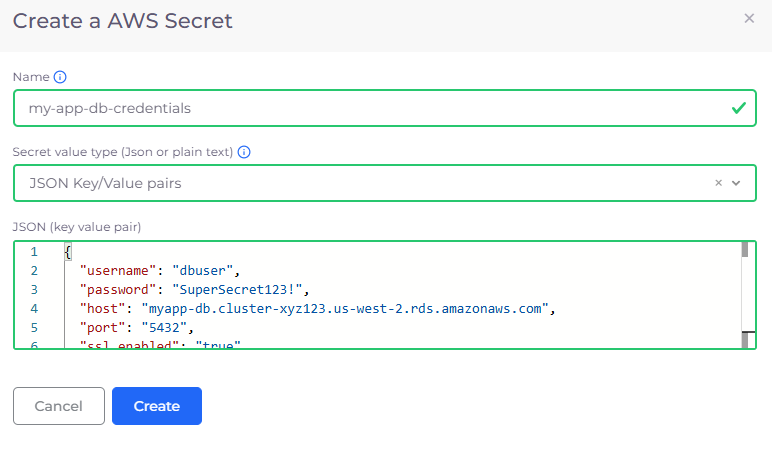 Create a AWS Secret
Name
my-app-db-credentials
Secret value type (Json or plain text)
JSON Key/Value pairs
JSON (key value pair)
1 {
2 "username": "dbuser",
3 "password": "SuperSecret123!",
4 "host": "myapp-db.cluster-xyz123.us-west-2.rds.amazonaws.com",
5 "port": "5432",
6 "ssl_enabled": "true"
Cancel Create